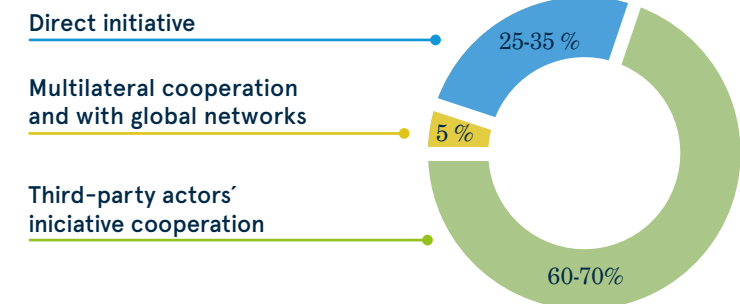 Direct initiative
25-35 %
Multilateral cooperation
and with global networks
5 %
Third-party actors´
iniciative cooperation
60-70%